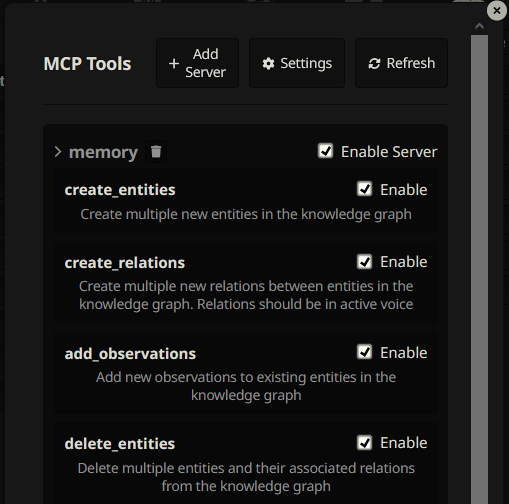 MCP Tools
Add
Server
Settings
Refresh
memory
Enable Server
create_entities
Enable
Create multiple new entities in the knowledge graph
create_relations
Enable
Create multiple new relations between entities in the
knowledge graph. Relations should be in active voice
add_observations
Enable
Add new observations to existing entities in the
knowledge graph
delete_entities
Enable
Delete multiple entities and their associated relations
from the knowledge graph